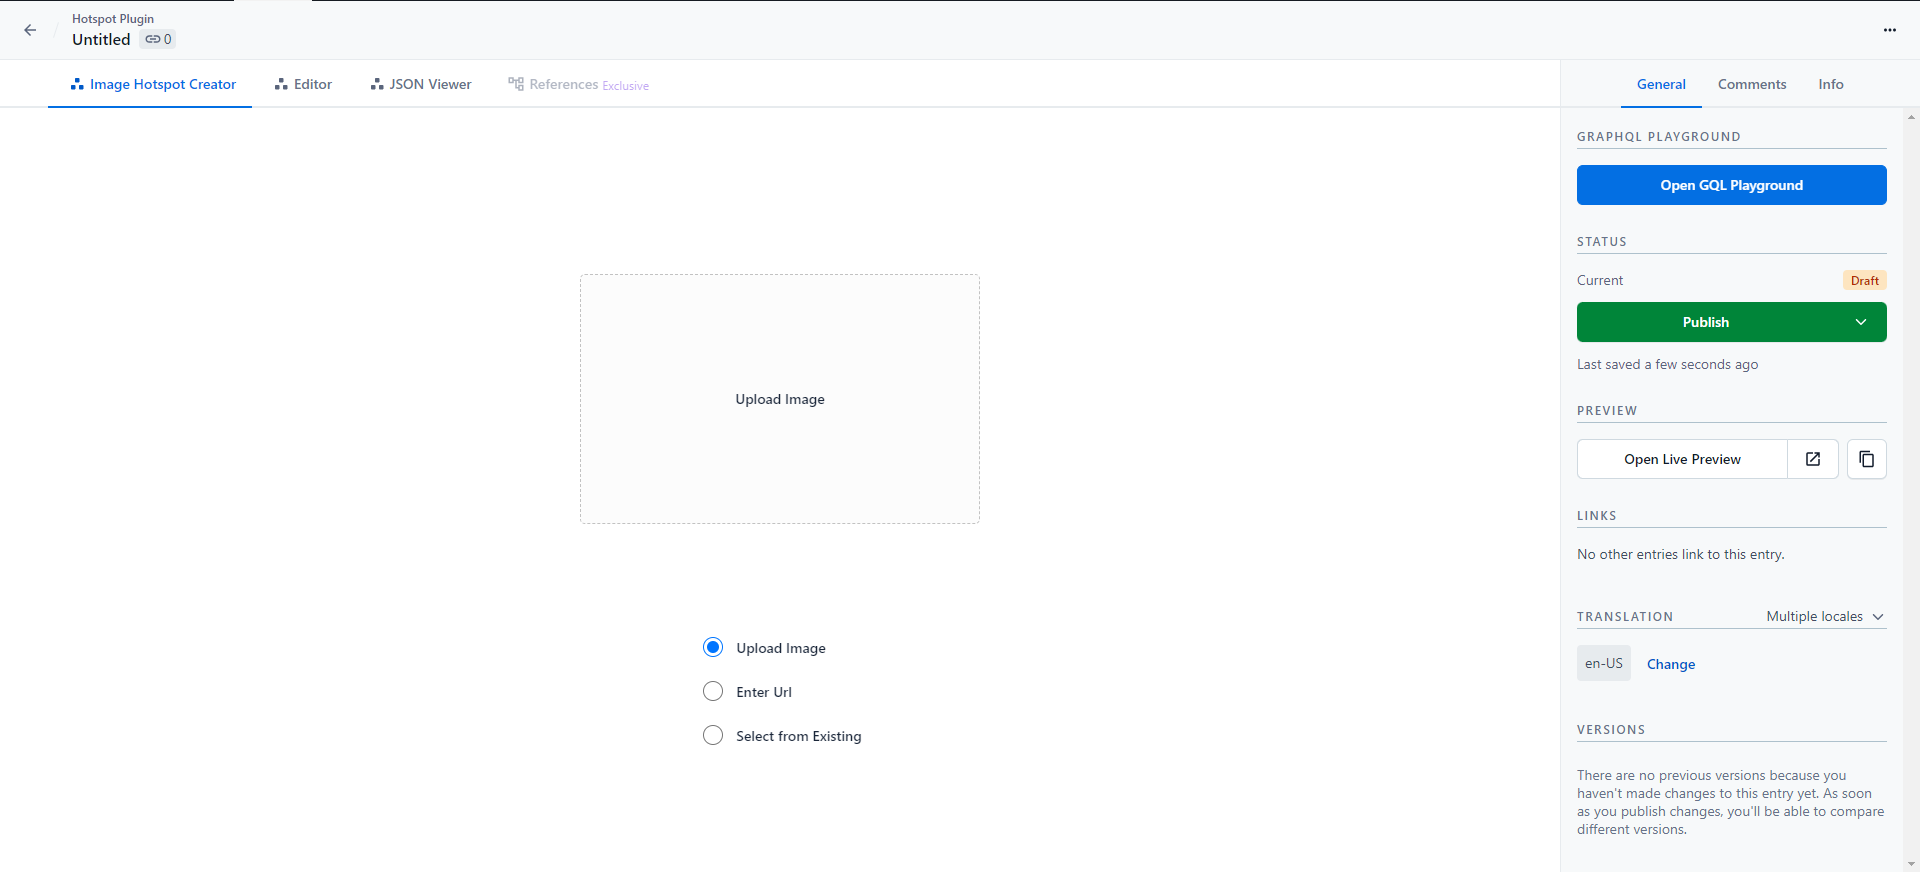 Hotspot Plugin
Untitled 0
Image Hotspot Creator Editor JSON Viewer References Exclusive
General Comments Info
Upload Image
Upload Image
Enter Url
Select from Existing
GRAPHQL PLAYGROUND
Open GQL Playground
STATUS
Current Draft
Publish
Last saved a few seconds ago
PREVIEW
Open Live Preview
LINKS
No other entries link to this entry.
TRANSLATION Multiple locales
en-US Change
VERSIONS
There are no previous versions because you
haven't made changes to this entry yet. As soon
as you publish changes, you'll be able to compare
different versions.